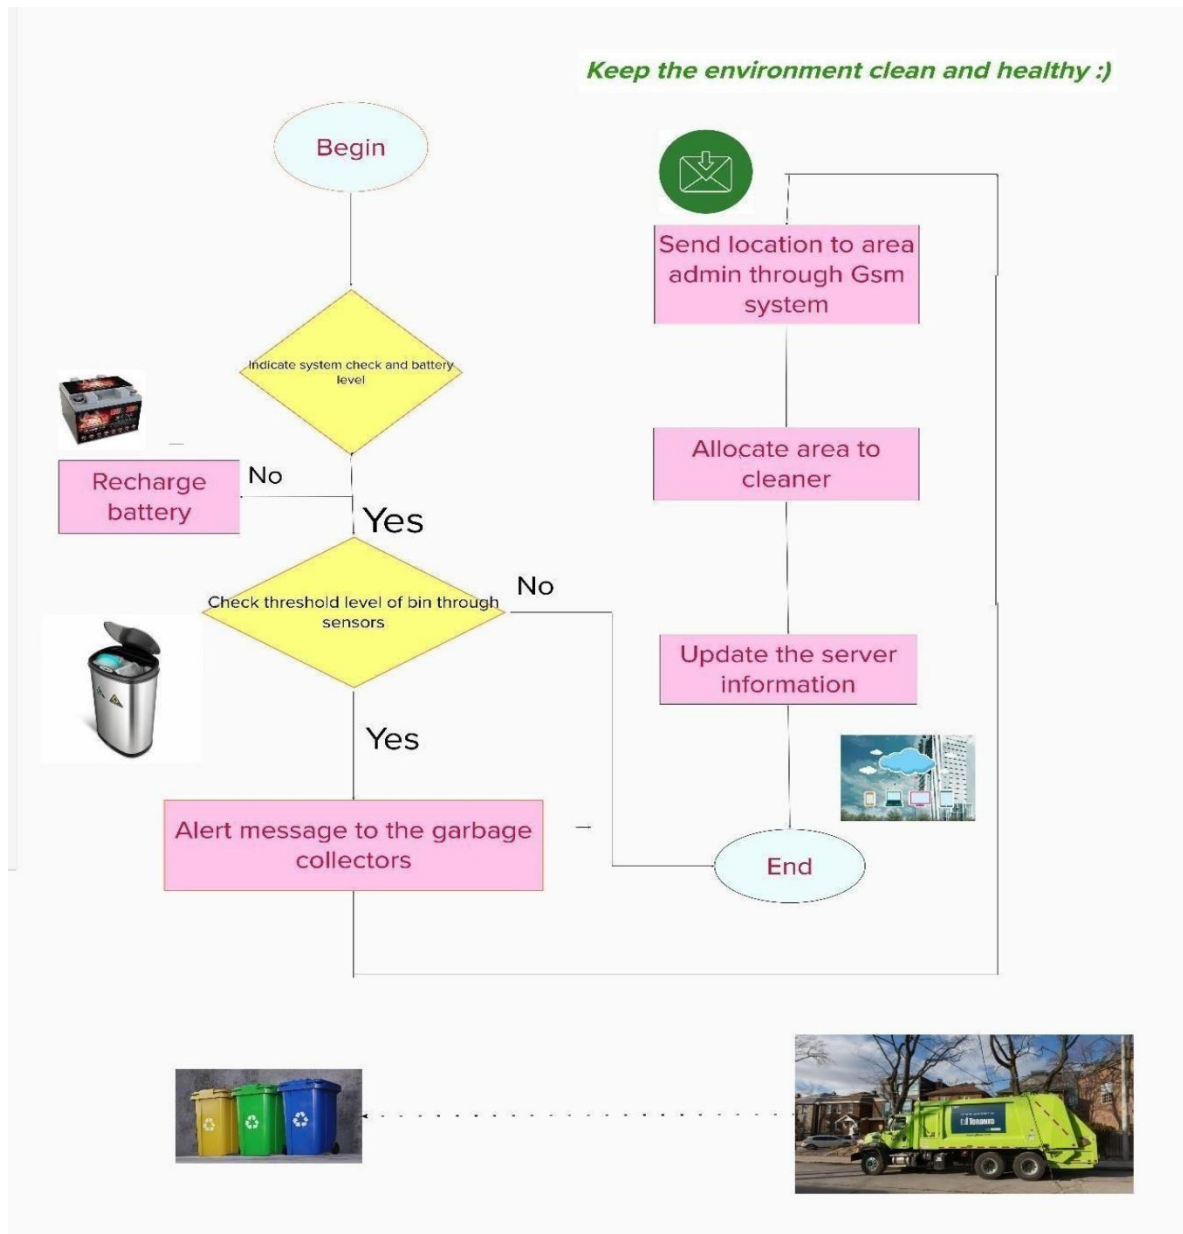 Keep the environment clean and healthy :)
Begin
Indicate system check and battery
level
Recharge
battery
No
Yes
Check threshold level of bin through
sensors
No
Yes
Alert message to the garbage
collectors
Send location to area
admin through Gsm
system
Allocate area to
cleaner
Update the server
information
End
TORONTO